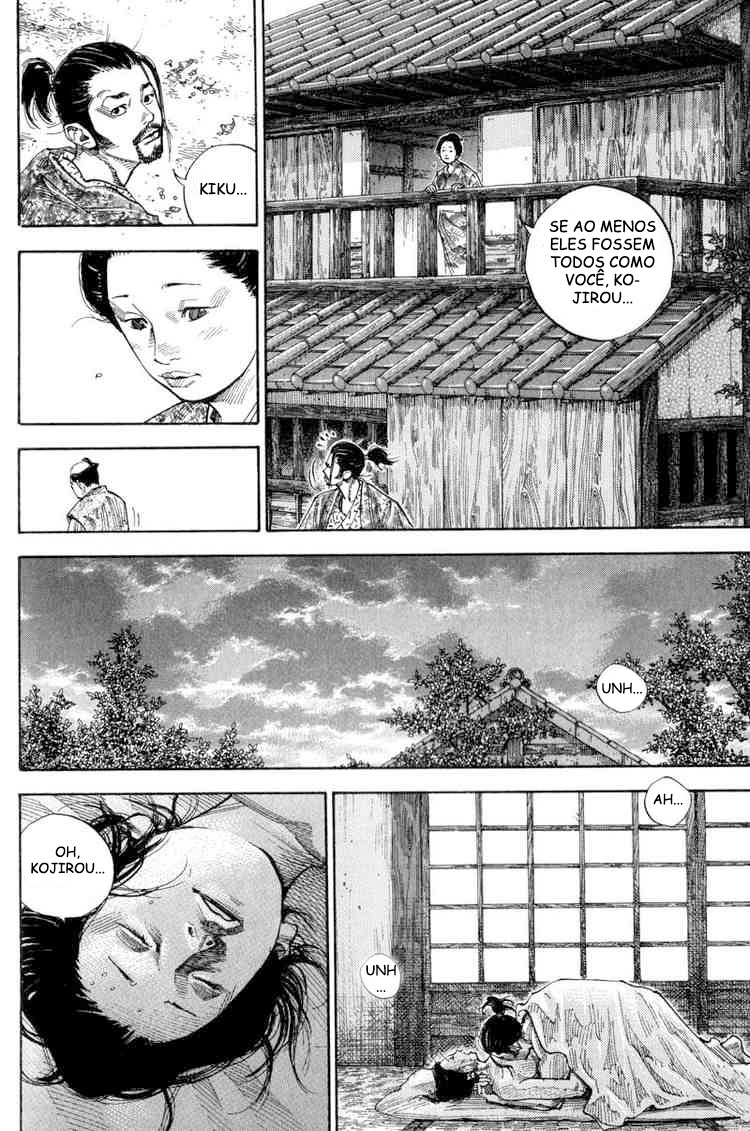 SE AO MENOS
ELES FOSSEM
TODOS COMO
VOCÊ, KO-
JIROU...
KIKU...
UNH...
AH...
UNH
...
OH,
KOJIROU...